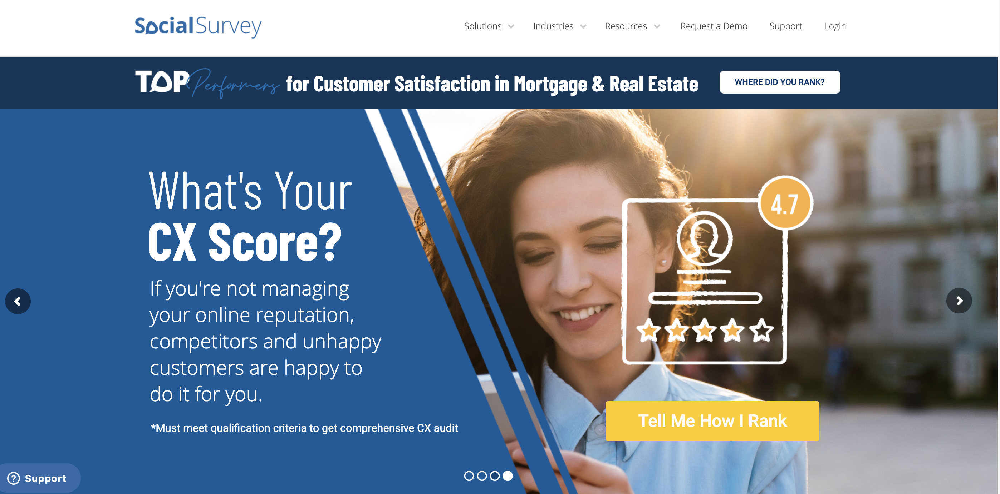 SocialSurvey
Solutions Industries Resources Request a Demo Support Login
TOP Performers for Customer Satisfaction in Mortgage & Real Estate
WHERE DID YOU RANK?
What's Your
CX Score?
If you're not managing
your online reputation,
competitors and unhappy
customers are happy to
do it for you.
*Must meet qualification criteria to get comprehensive CX audit
4.7
Tell Me How I Rank
Support